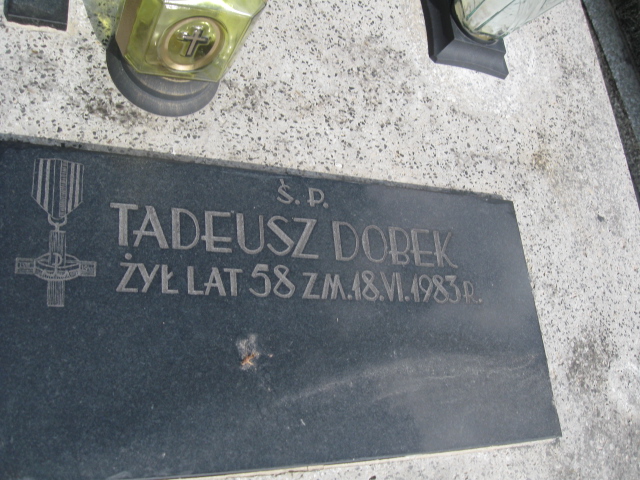 Ś. P.
TADEUSZ DOBEK
ŻYŁ LAT 58 ZM. 18. VI. 1983 R.